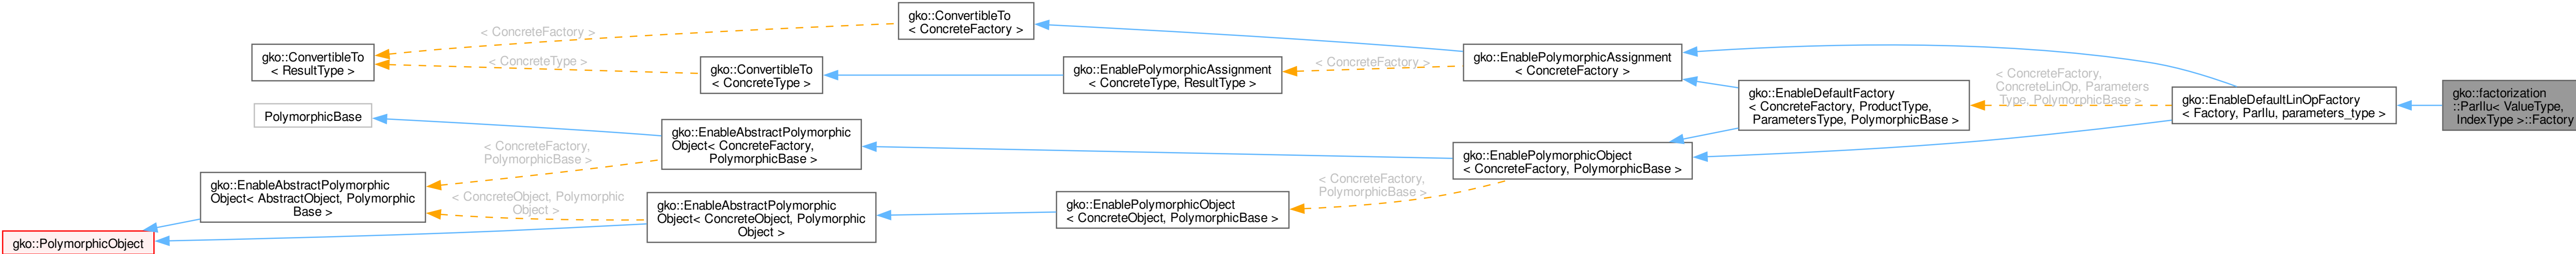 gko::ConvertibleTo
< ResultType >
PolymorphicBase
gko::EnableAbstractPolymorphic
Object< AbstractObject, Polymorphic
Base >
gko::PolymorphicObject
< ConcreteFactory >
< ConcreteType >
< ConcreteFactory,
PolymorphicBase >
< ConcreteObject, Polymorphic
Object >
gko::ConvertibleTo
< ConcreteFactory >
gko::ConvertibleTo
< ConcreteType >
gko::EnableAbstractPolymorphic
Object< ConcreteFactory,
PolymorphicBase >
gko::EnableAbstractPolymorphic
Object< ConcreteObject, Polymorphic
Object >
gko::EnablePolymorphicAssignment
< ConcreteType, ResultType >
gko::EnablePolymorphicObject
< ConcreteObject, PolymorphicBase >
< ConcreteFactory >
< ConcreteFactory,
PolymorphicBase >
gko::EnablePolymorphicAssignment
< ConcreteFactory >
gko::EnablePolymorphicObject
< ConcreteFactory, PolymorphicBase >
gko::EnableDefaultFactory
< ConcreteFactory, ProductType,
ParametersType, PolymorphicBase >
< ConcreteFactory,
ConcreteLinOp, Parameters
Type, PolymorphicBase >
gko::EnableDefaultLinOpFactory
< Factory, ParIlu, parameters_type >
gko::factorization
::ParIlu< ValueType,
IndexType >::Factory